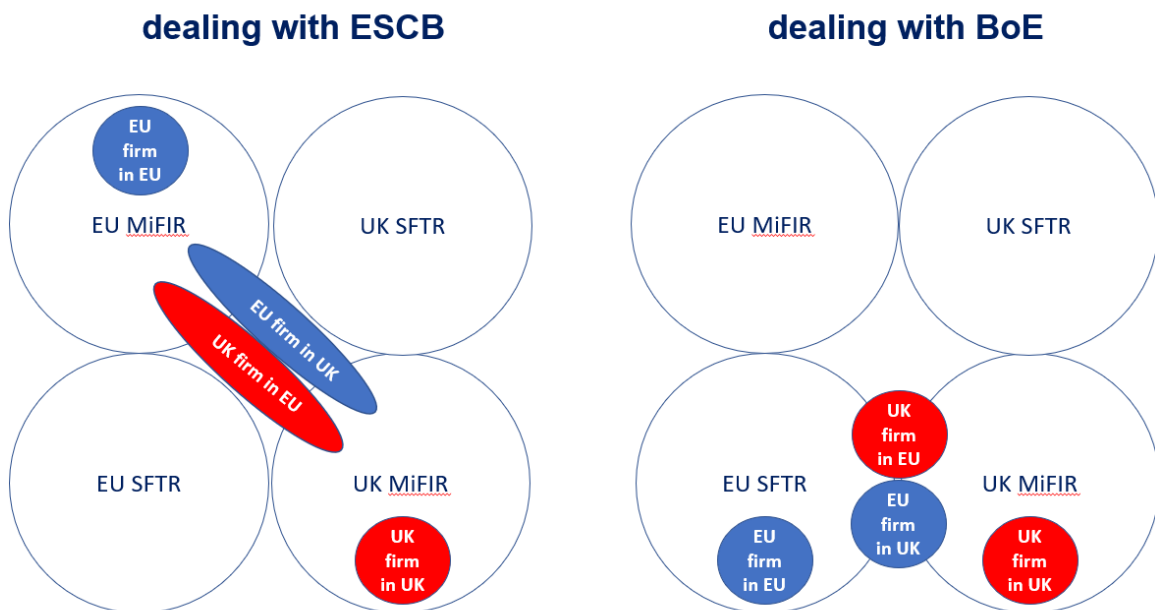 dealing with ESCB
EU
firm
in EU
EU MiFIR
UK SFTR
EU firm in UK
UK firm in EU
EU SFTR
UK MiFIR
UK
firm
in UK
dealing with BoE
EU MiFIR
UK SFTR
UK
firm
in EU
EU SFTR
UK MiFIR
EU
firm
in UK
EU
firm
in EU
UK
firm
in UK